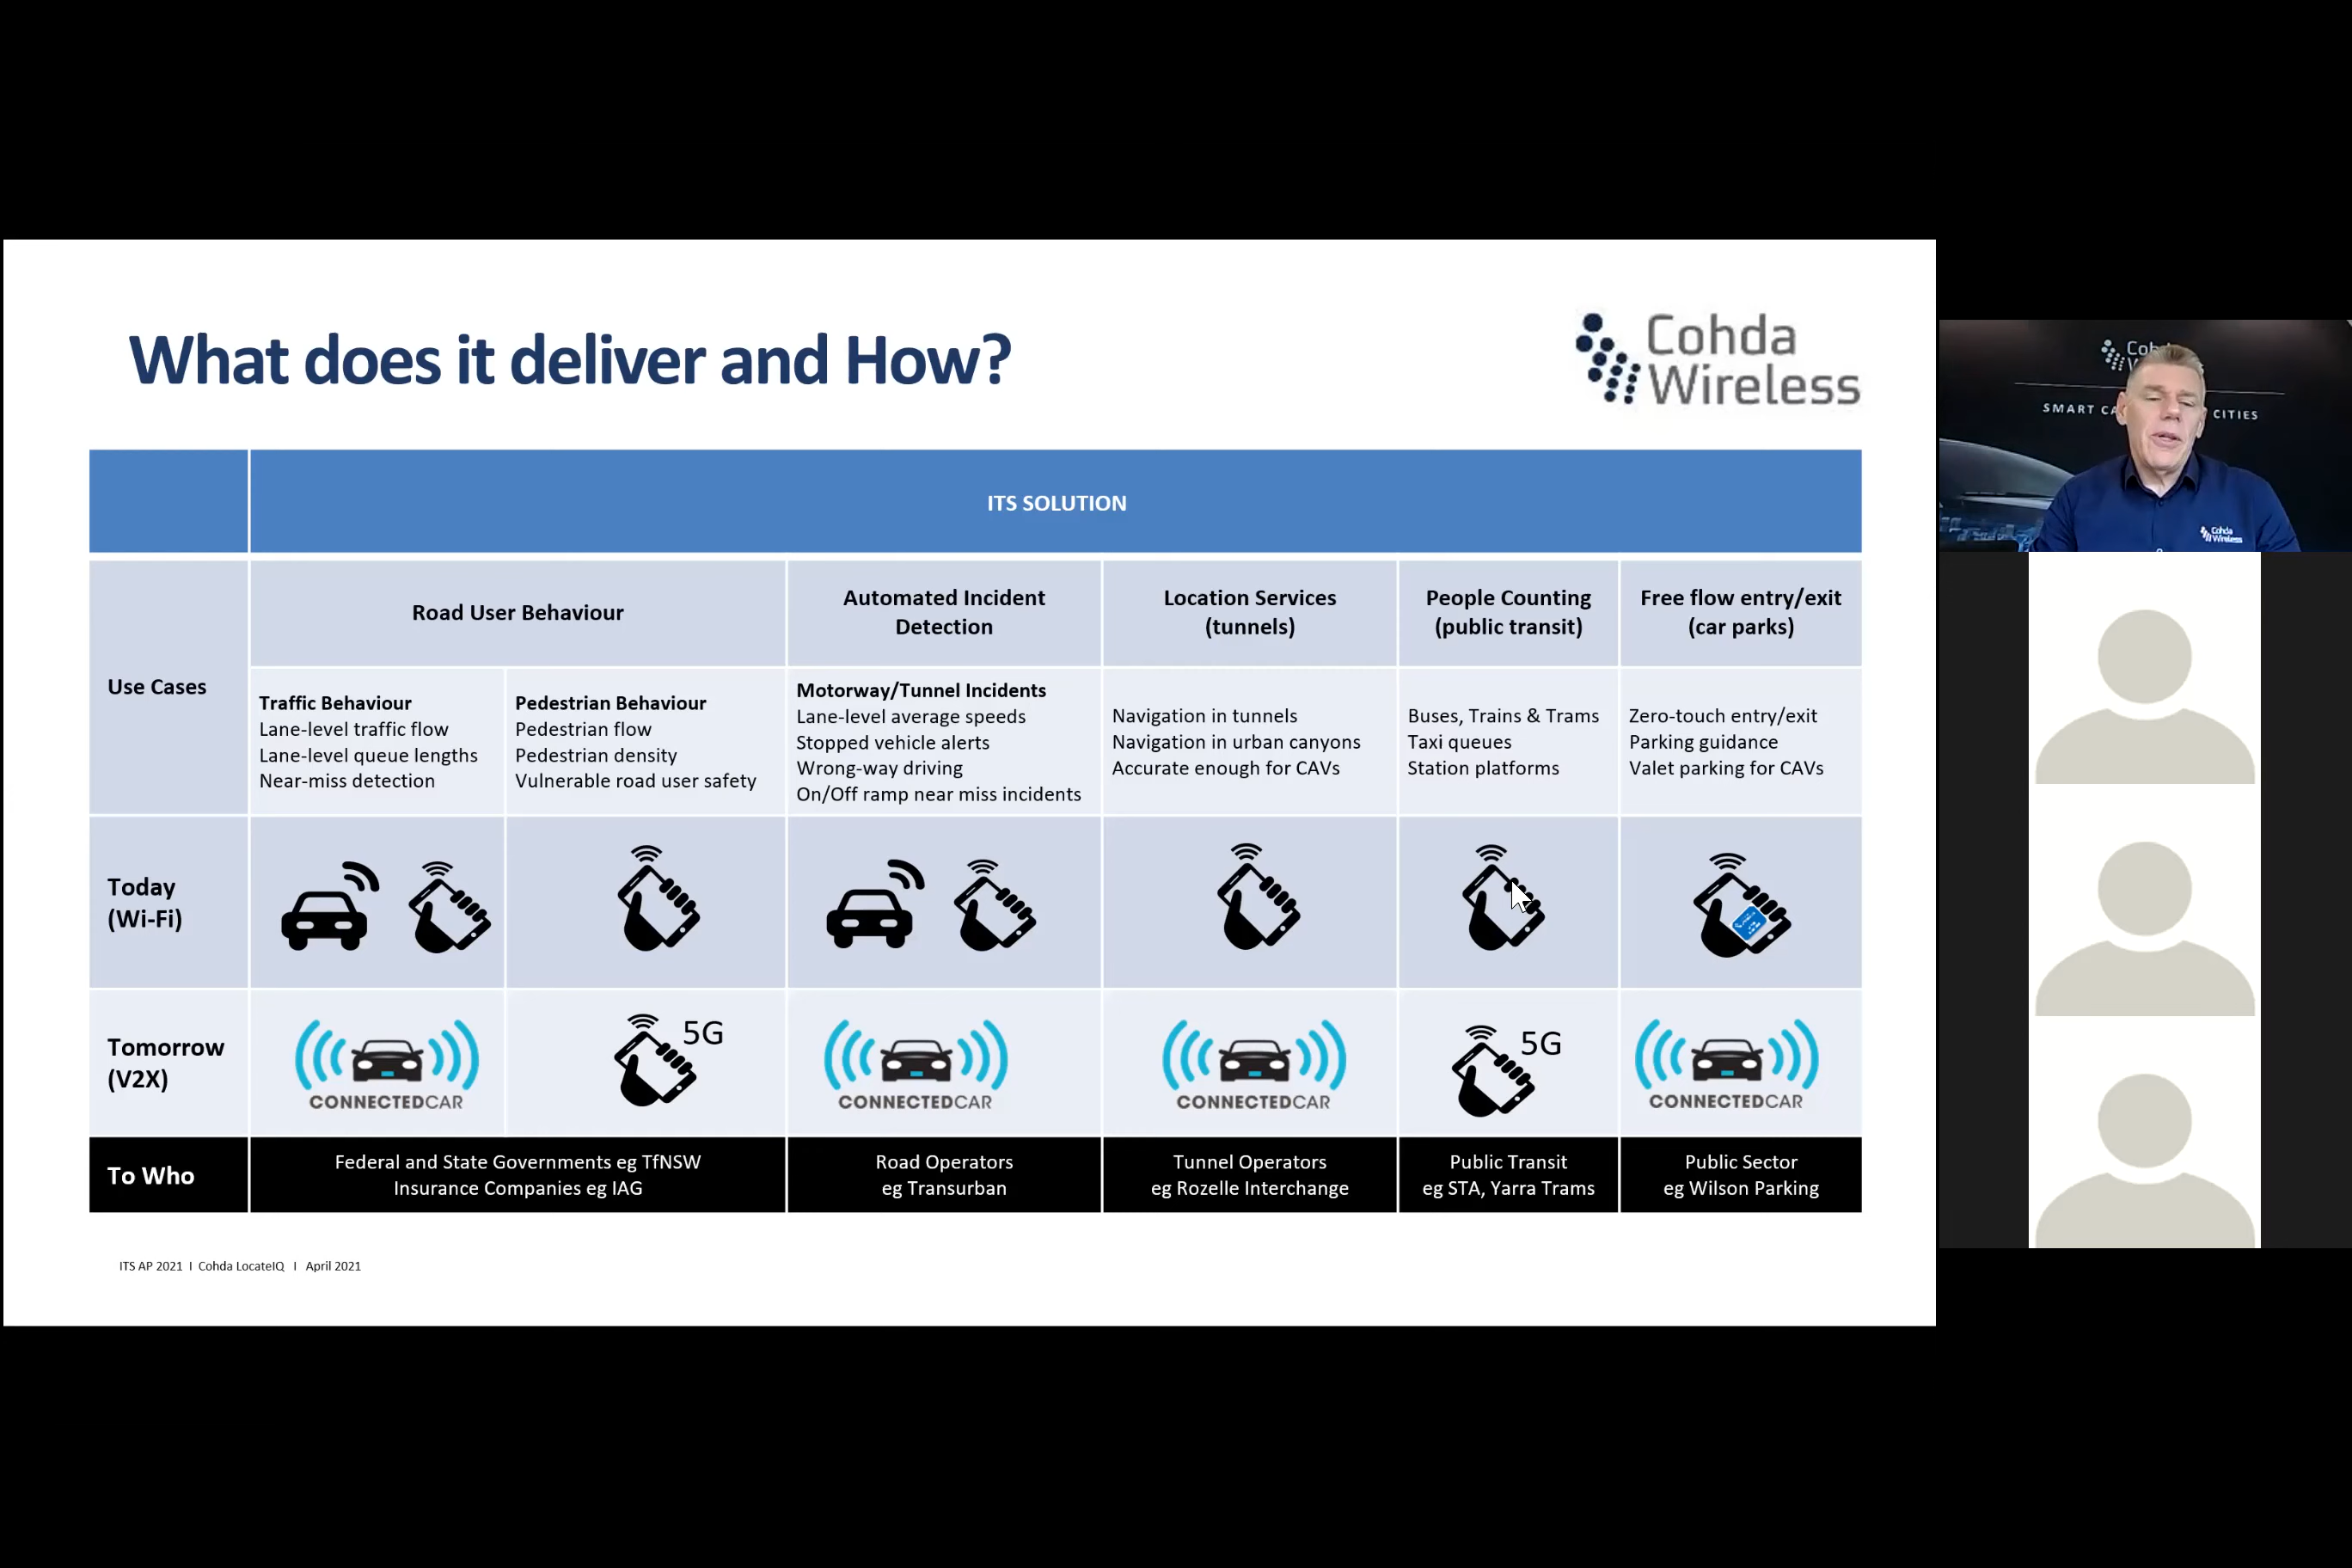 What does it deliver and How?
Cohda
Wireless
ITS SOLUTION
Use Cases
Road User Behaviour
Automated Incident
Detection
Location Services
(tunnels)
People Counting
(public transit)
Free flow entry/exit
(car parks)
Traffic Behaviour
Lane-level traffic flow
Lane-level queue lengths
Near-miss detection
Pedestrian Behaviour
Pedestrian flow
Pedestrian density
Vulnerable road user safety
Motorway/Tunnel Incidents
Lane-level average speeds
Stopped vehicle alerts
Wrong-way driving
On/Off ramp near miss incidents
Navigation in tunnels
Navigation in urban canyons
Accurate enough for CAVs
Buses, Trains & Trams
Taxi queues
Station platforms
Zero-touch entry/exit
Parking guidance
Valet parking for CAVs
Today
(Wi-Fi)
Tomorrow
(V2X)
CONNECTEDCAR
5G
CONNECTEDCAR
CONNECTEDCAR
5G
CONNECTEDCAR
To Who
Federal and State Governments eg TfNSW
Insurance Companies eg IAG
Road Operators
eg Transurban
Tunnel Operators
eg Rozelle Interchange
Public Transit
eg STA, Yarra Trams
Public Sector
eg Wilson Parking
ITS AP 2021 I Cohda LocateIQ I April 2021
SMART CITIES
Cohda
Wireless